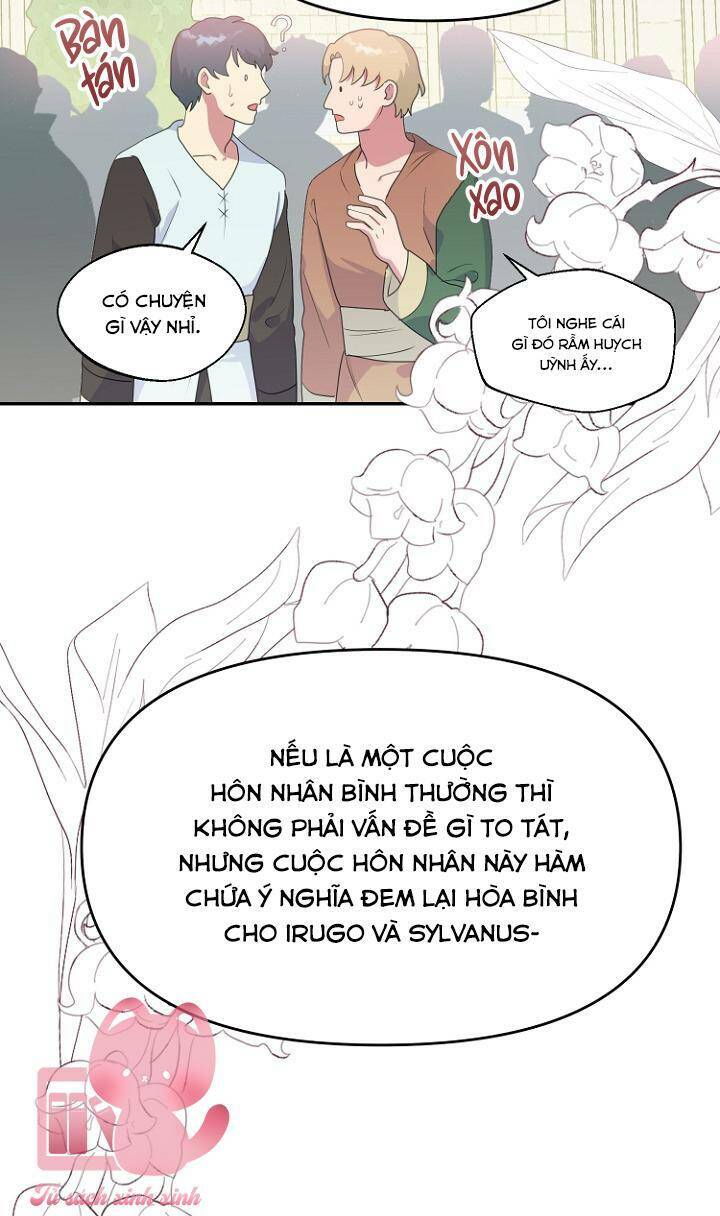 BÀN
TÁN
?
XÔN
XAO
CÓ CHUYỆN
GÌ VẬY NHỈ.
TÔI NGHE CÁI
GÌ ĐÓ RẦM HUỲCH
UỲNH ẤY...
NẾU LÀ MỘT CUỘC
HÔN NHÂN BÌNH THƯỜNG THÌ
KHÔNG PHẢI VẤN ĐỀ GÌ TO TÁT,
NHƯNG CUỘC HÔN NHÂN NÀY HÀM
CHỨA Ý NGHĨA ĐEM LẠI HÒA BÌNH
CHO IRUGO VÀ SYLVANUS-
Tủ sách xinh xinh